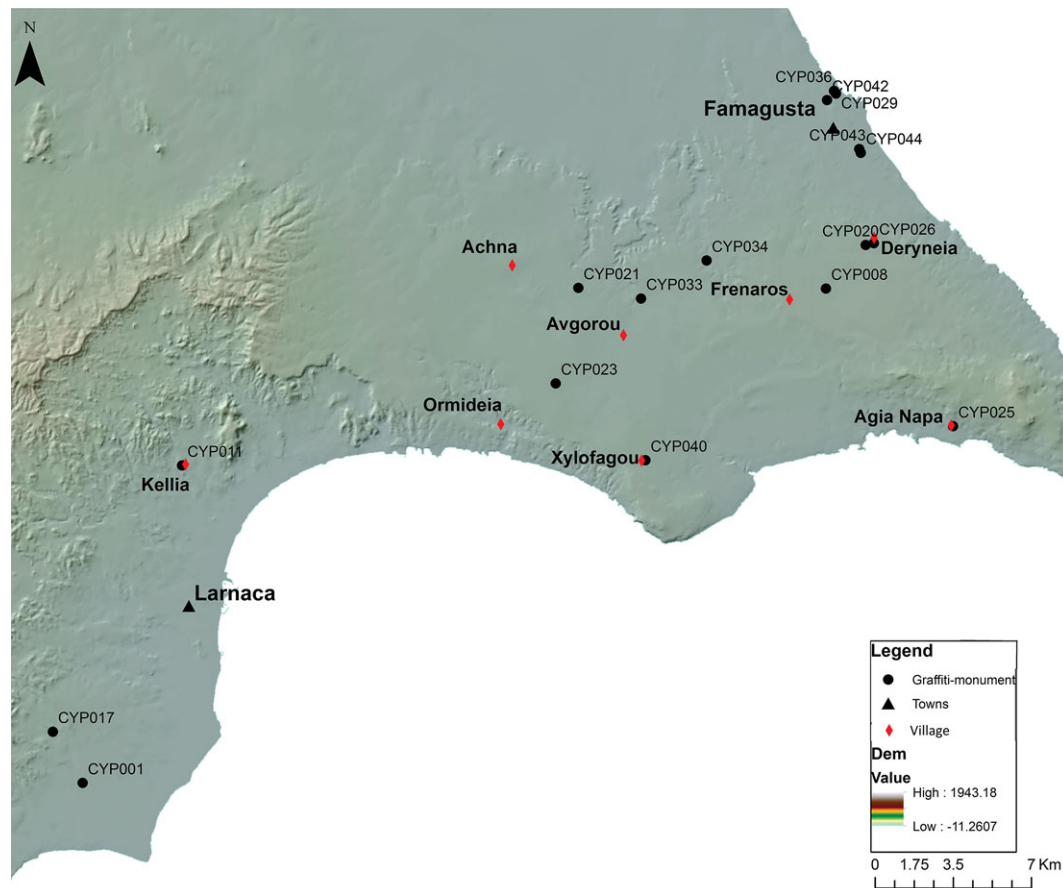 N
CYP036
CYP042
CYP029
Famagusta
CYP043
CYP044
CYP020
CYP026
Deryneia
Achna
CYP034
CYP021
CYP033
CYP008
Frenaros
Avgorou
CYP023
Ormideia
Agia Napa
CYP025
Xylofagou
CYP040
CYP011
Kellia
Larnaca
CYP017
CYP001
Legend
Graffiti-monument
Towns
Village
Dem
Value
High : 1943.18
Low : -11.2607
0 1.75 3.5 7 Km